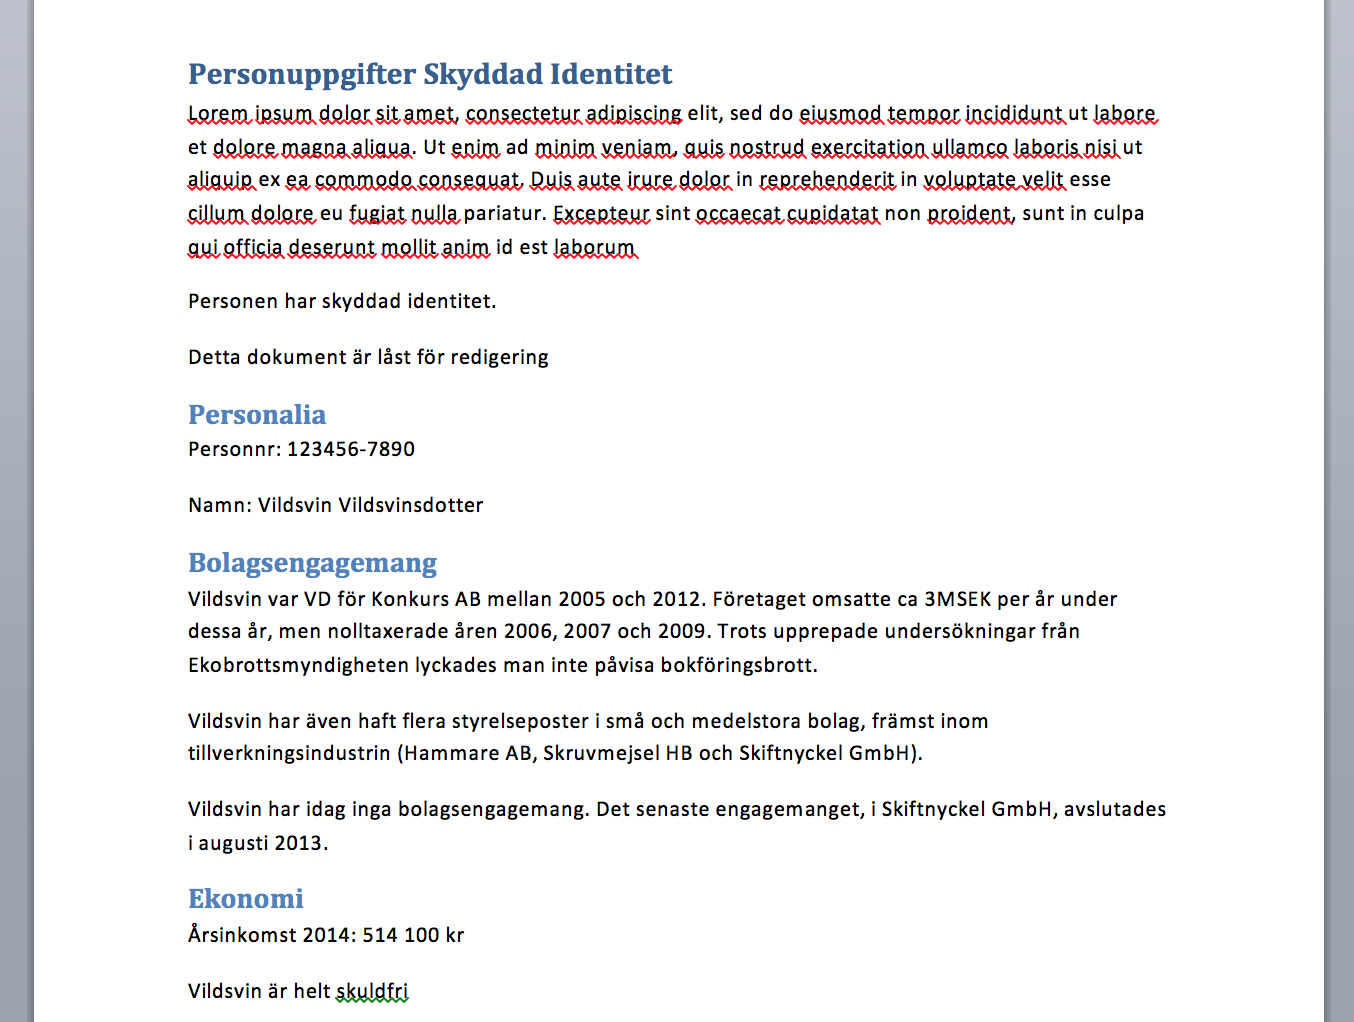 Personuppgifter Skyddad Identitet
Lorem ipsum dolor sit amet, consectetur adipiscing elit, sed do eiusmod tempor incididunt ut labore
et dolore magna aliqua. Ut enim ad minim veniam, quis nostrud exercitation ullamco laboris nisi ut
aliquip ex ea commodo consequat. Duis aute irure dolor in reprehenderit in voluptate velit esse
cillum dolore eu fugiat nulla pariatur. Excepteur sint occaecat cupidatat non proident, sunt in culpa
qui officia deserunt mollit anim id est laborum
Personen har skyddad identitet.
Detta dokument är låst för redigering
Personalia
Personnr: 123456-7890
Namn: Vildsvin Vildsvinsdotter
Bolagsengagemang
Vildsvin var VD för Konkurs AB mellan 2005 och 2012. Företaget omsatte ca 3MSEK per år under
dessa år, men nolltaxerade åren 2006, 2007 och 2009. Trots upprepade undersökningar från
Ekobrottsmyndigheten lyckades man inte påvisa bokföringsbrott.
Vildsvin har även haft flera styrelseposter i små och medelstora bolag, främst inom
tillverkningsindustrin (Hammare AB, Skruvmejsel HB och Skiftnyckel GmbH).
Vildsvin har idag inga bolagsengagemang. Det senaste engagemanget, i Skiftnyckel GmbH, avslutades
i augusti 2013.
Ekonomi
Årsinkomst 2014: 514 100 kr
Vildsvin är helt skuldfri